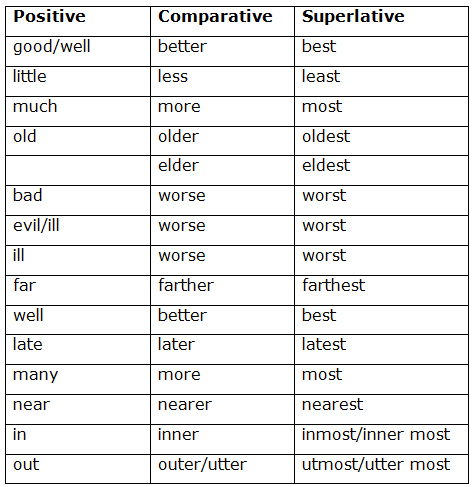 Positive Comparative Superlative
good/well better best
little less least
much more most
old older oldest
elder eldest
bad worse worst
evil/ill worse worst
ill worse worst
far farther farthest
well better best
late later latest
many more most
near nearer nearest
in inner inmost/inner most
out outer/utter utmost/utter most